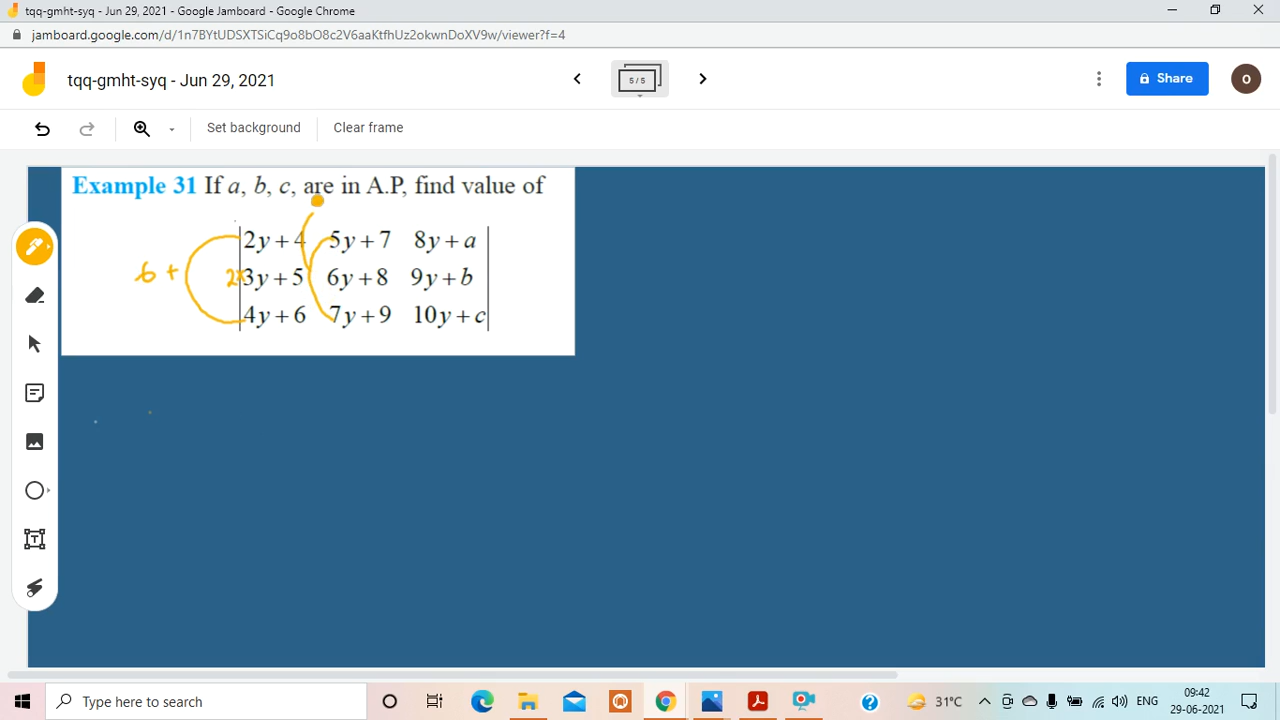 tqq-gmht-syq - Jun 29, 2021 - Google Jamboard - Google Chrome
jamboard.google.com/d/1n7BYtUDSXTSiCq9o8bO8c2V6aaKtfhUz2okwnDoXV9w/viewer?f=4
tqq-gmht-syq - Jun 29, 2021
5 / 5
Share
O
Set background
Clear frame
Example 31 If a, b, c, are in A.P, find value of
2y + 4 5y + 7 8y + a
6 + 2x 3y + 5 6y + 8 9y + b
4y + 6 7y + 9 10y + c
Type here to search
31°C
ENG
09:42
29-06-2021